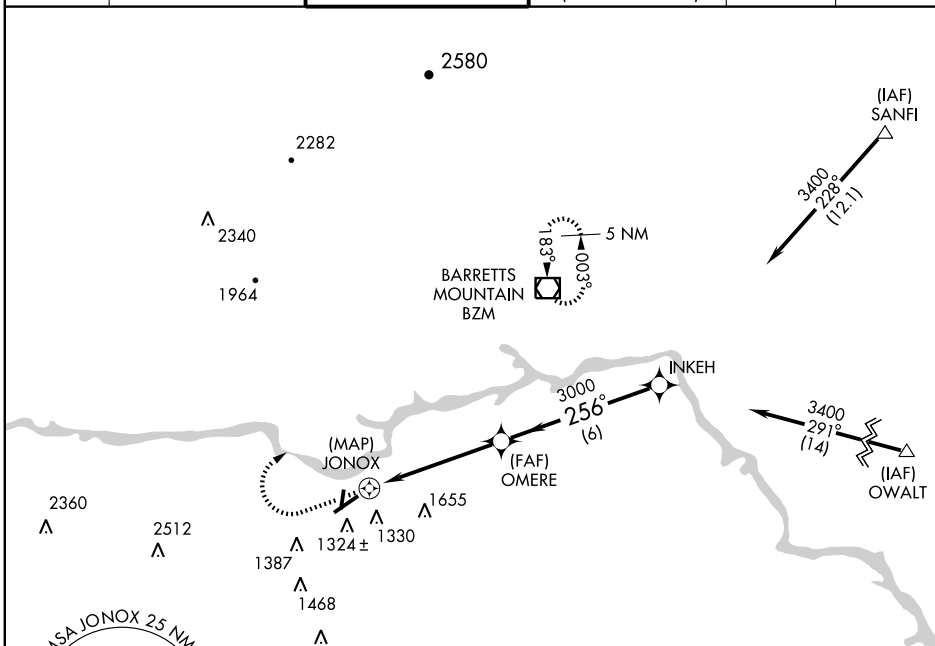 2580
(IAF)
SANFI
2282
3400
228°
(12.1)
2340
183°
5 NM
003°
1964
BARRETTS
MOUNTAIN
BZM
INKEH
3000
256°
(6)
3400
291°
(14)
(MAP)
JONOX
(FAF)
OMERE
(IAF)
OWALT
2360
2512
1655
1324 ±
1330
1387
1468
MSA JONOX 25 NM